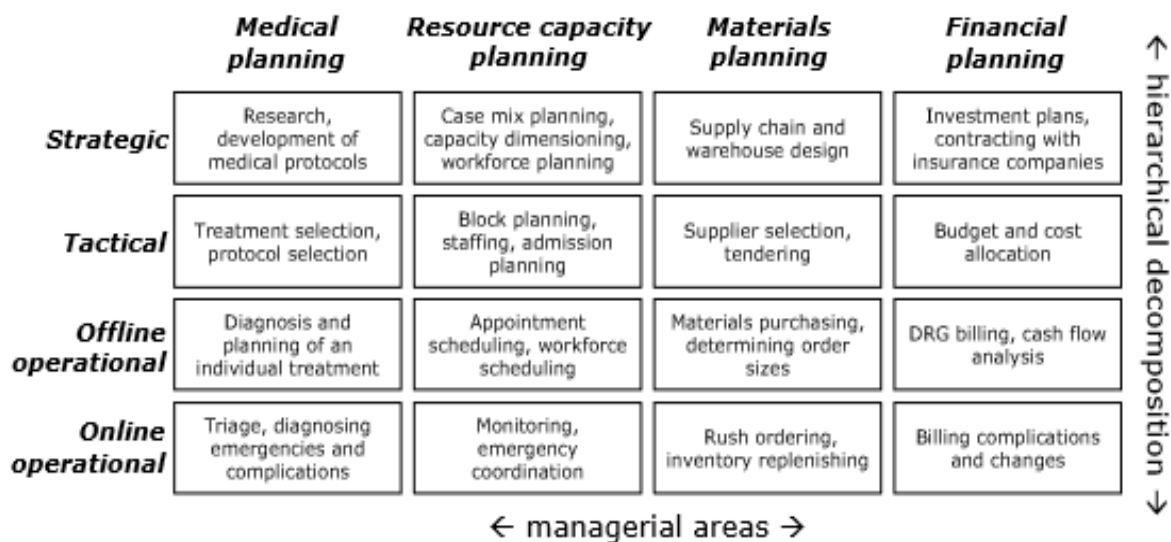 Medical planning
Resource capacity planning
Materials planning
Financial planning
Strategic
Research,
development of
medical protocols
Case mix planning,
capacity dimensioning,
workforce planning
Supply chain and
warehouse design
Investment plans,
contracting with
insurance companies
Tactical
Treatment selection,
protocol selection
Block planning,
staffing, admission
planning
Supplier selection,
tendering
Budget and cost
allocation
Offline
operational
Diagnosis and
planning of an
individual treatment
Appointment
scheduling, workforce
scheduling
Materials purchasing,
determining order
sizes
DRG billing, cash flow
analysis
Online
operational
Triage, diagnosing
emergencies and
complications
Monitoring,
emergency
coordination
Rush ordering,
inventory replenishing
Billing complications
and changes
← managerial areas →
← hierarchical decomposition →